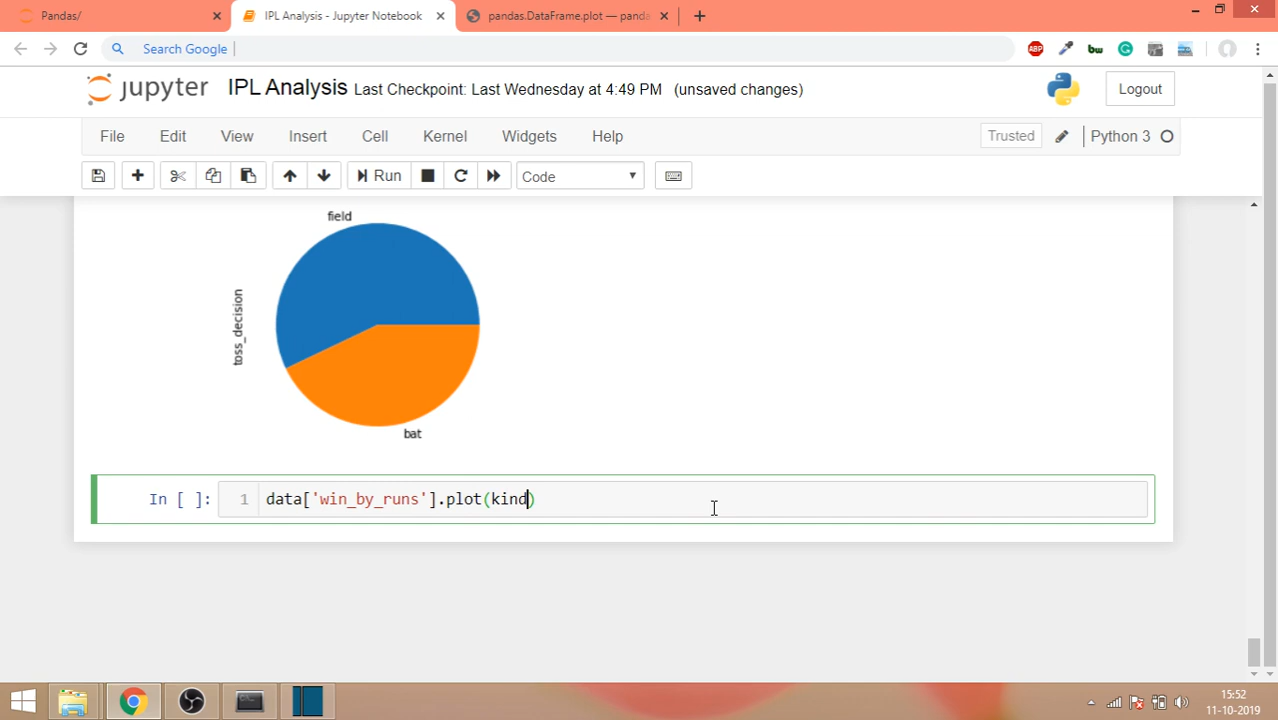 Pandas/
IPL Analysis - Jupyter Notebook
pandas.DataFrame.plot — panda
Search Google
ABP
bw
jupyter IPL Analysis Last Checkpoint: Last Wednesday at 4:49 PM (unsaved changes)
Logout
File Edit View Insert Cell Kernel Widgets Help
Trusted
Python 3
Run
Code
field
toss_decision
bat
In [ ]: 1 data['win_by_runs'].plot(kind)
15:52
11-10-2019